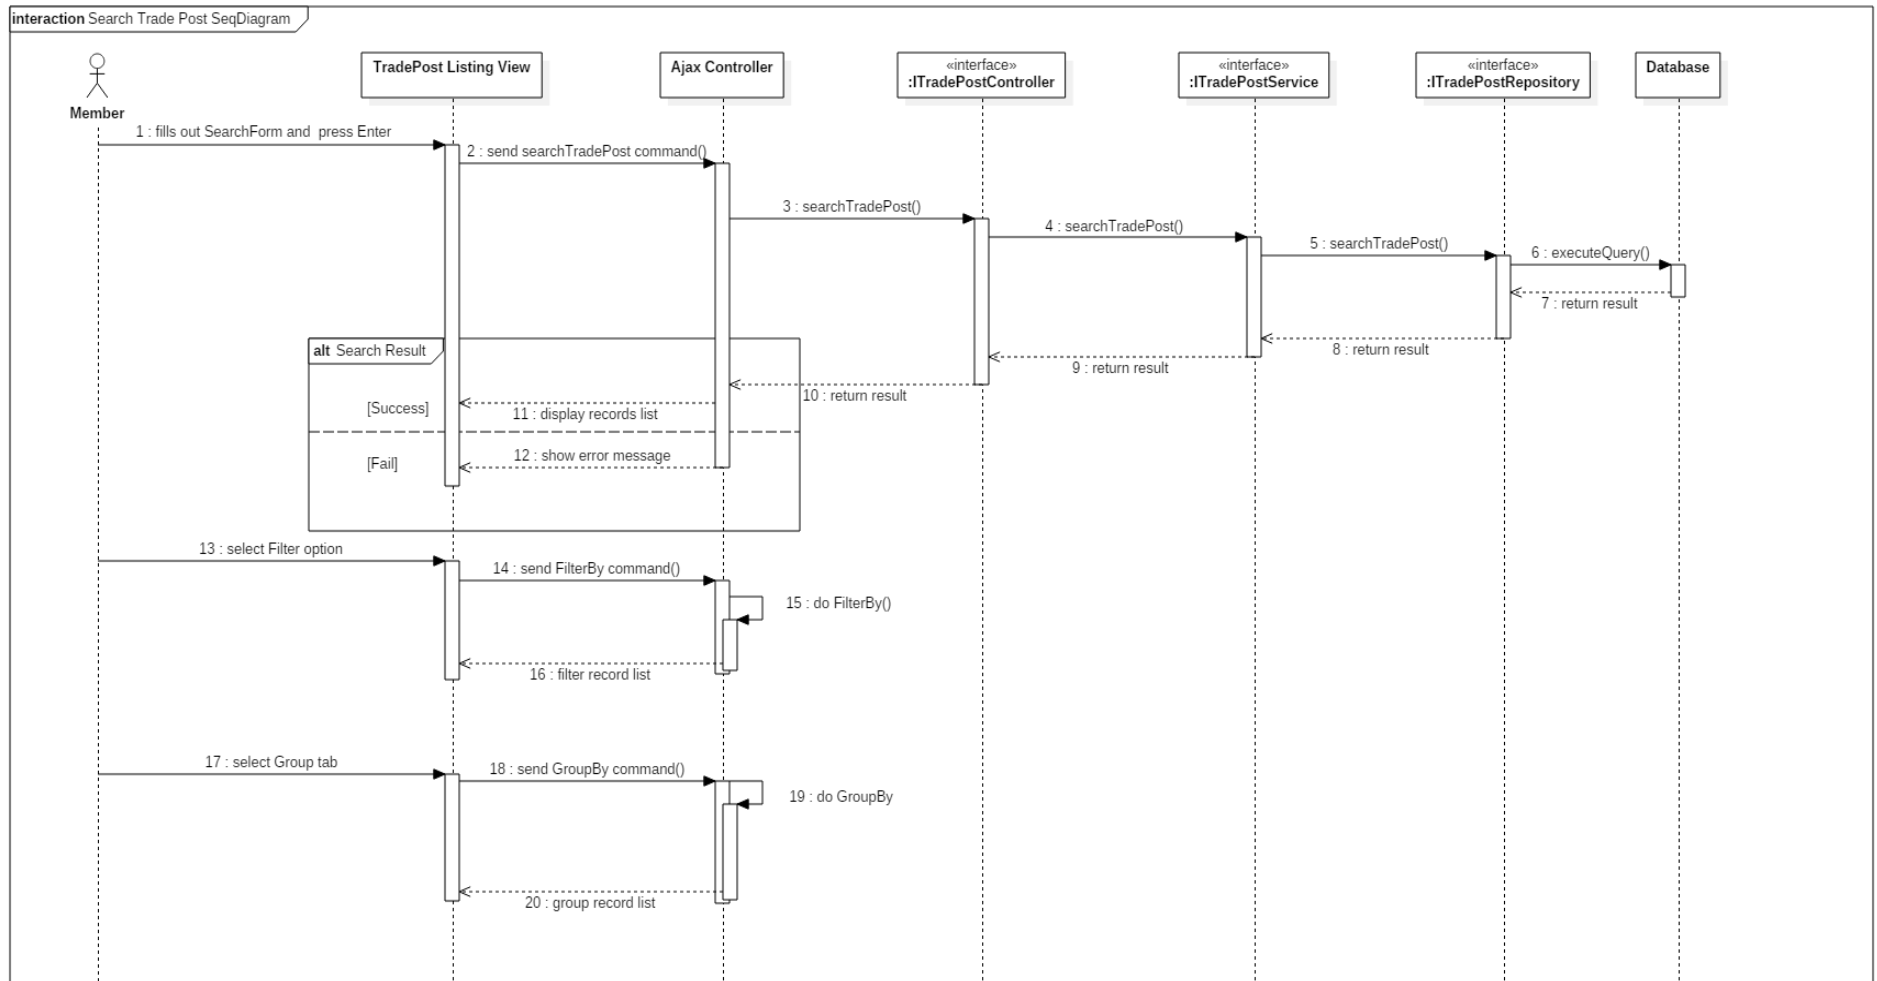 interaction Search Trade Post SeqDiagram
Member
TradePost Listing View
Ajax Controller
«interface»
:ITradePostController
«interface»
:ITradePostService
«interface»
:ITradePostRepository
Database
1 : fills out SearchForm and  press Enter
2 : send searchTradePost command()
3 : searchTradePost()
4 : searchTradePost()
5 : searchTradePost()
6 : executeQuery()
7 : return result
8 : return result
9 : return result
10 : return result
alt Search Result
[Success]
11 : display records list
[Fail]
12 : show error message
13 : select Filter option
14 : send FilterBy command()
15 : do FilterBy()
16 : filter record list
17 : select Group tab
18 : send GroupBy command()
19 : do GroupBy
20 : group record list